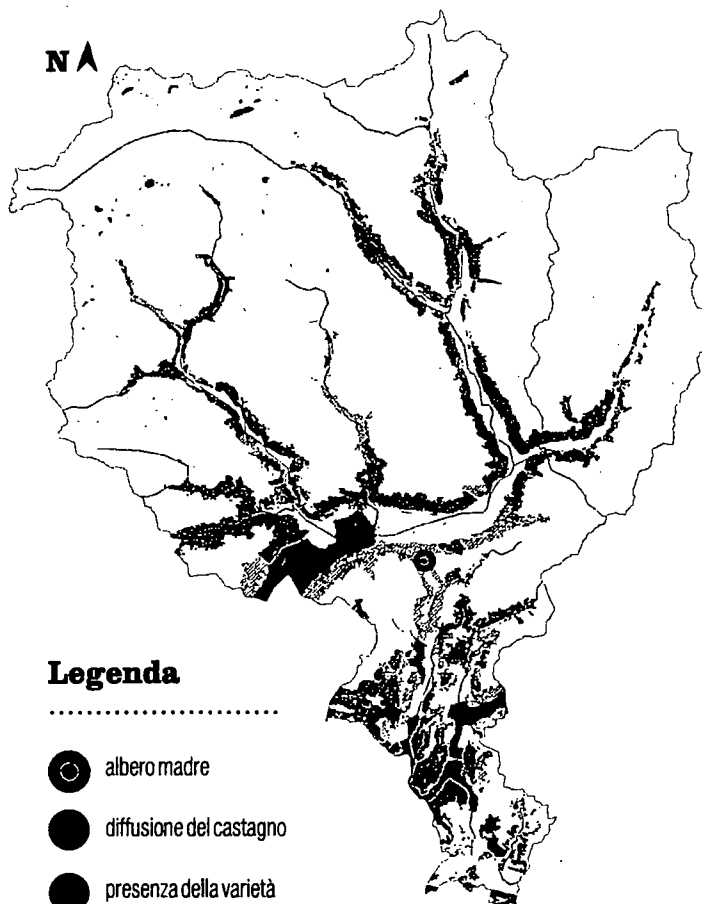 N
Legenda
albero madre
diffusione del castagno
presenza della varietà